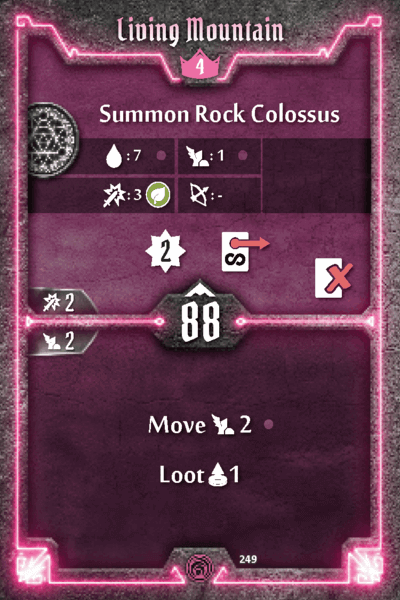 Living Mountain
4
Summon Rock Colossus
: 7 : 1
: 3 : -
2
2
88
2
Move 2
Loot 1
249